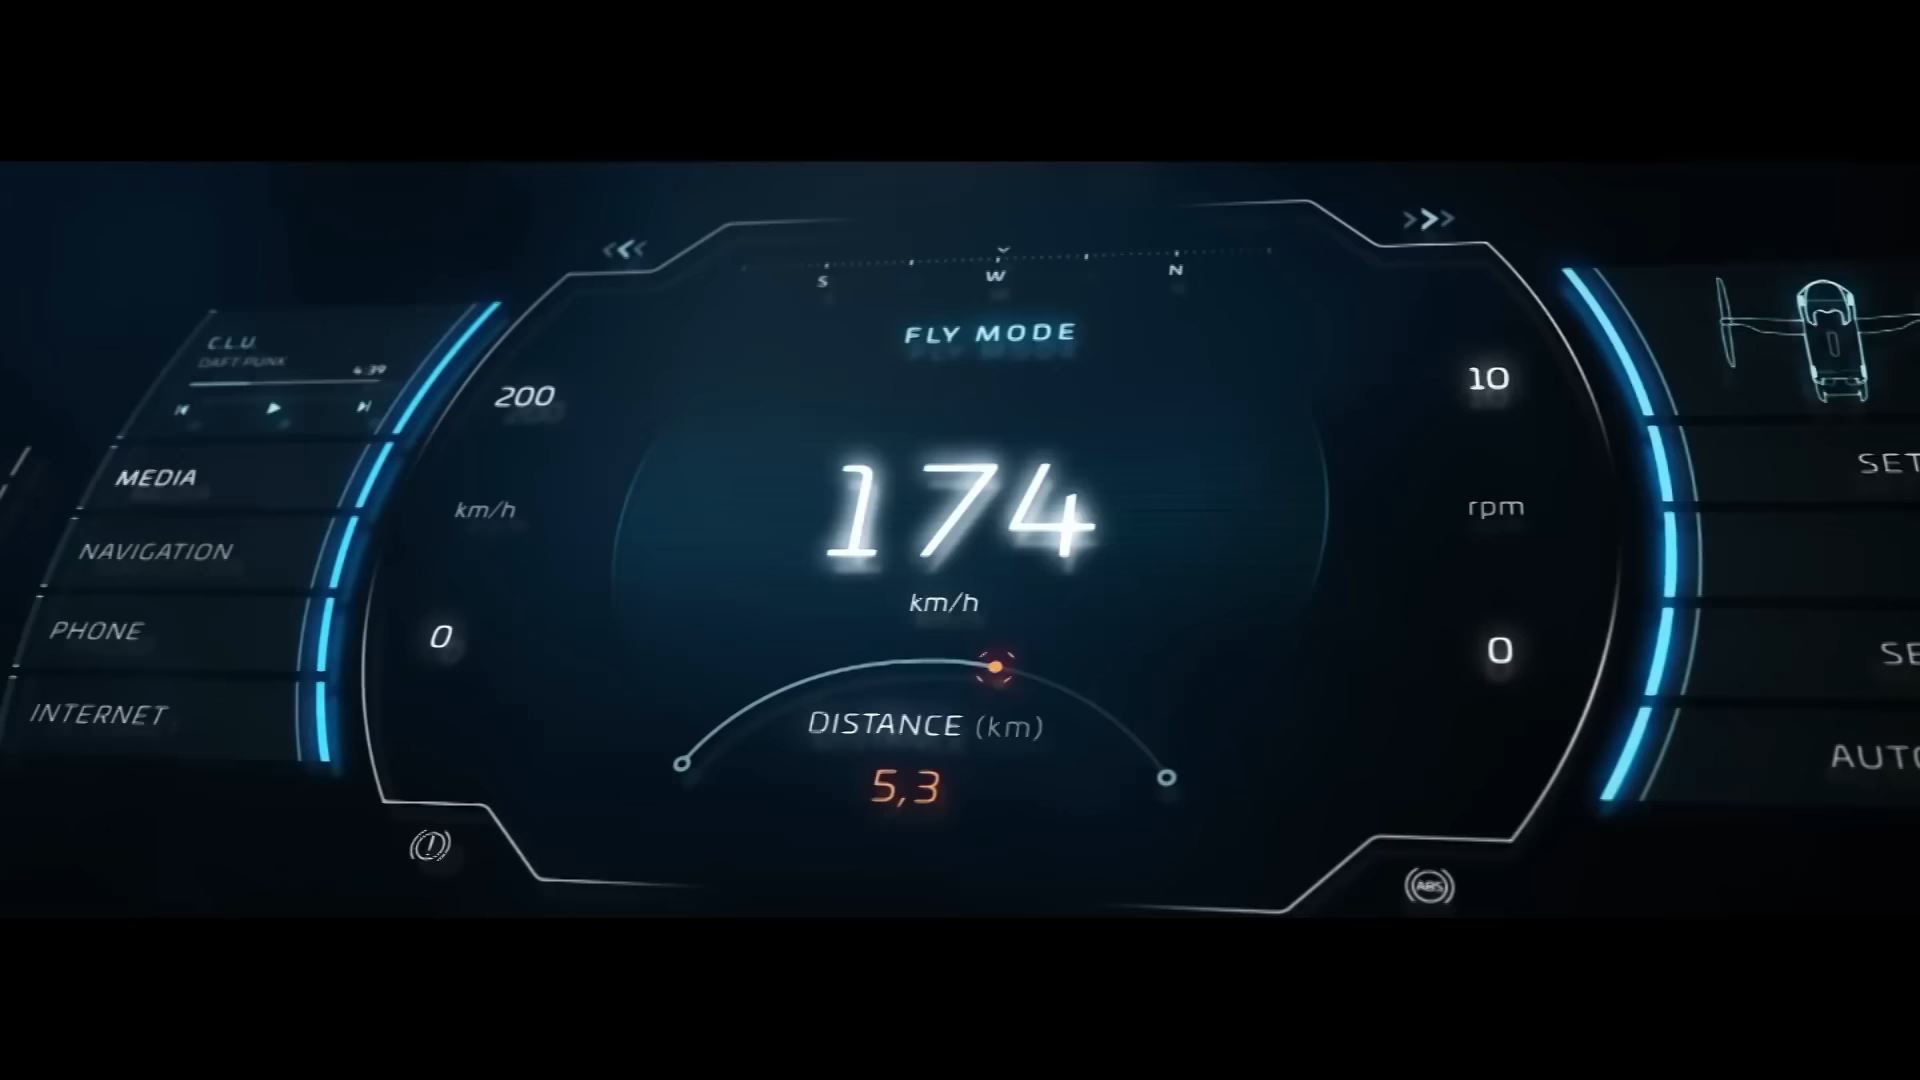 S
W
N
FLY MODE
C.L.U.
DAFT PUNK
4:39
MEDIA
NAVIGATION
PHONE
INTERNET
200
km/h
0
174
km/h
DISTANCE (km)
5,3
10
rpm
0
SET
SE
AUTO
ABS